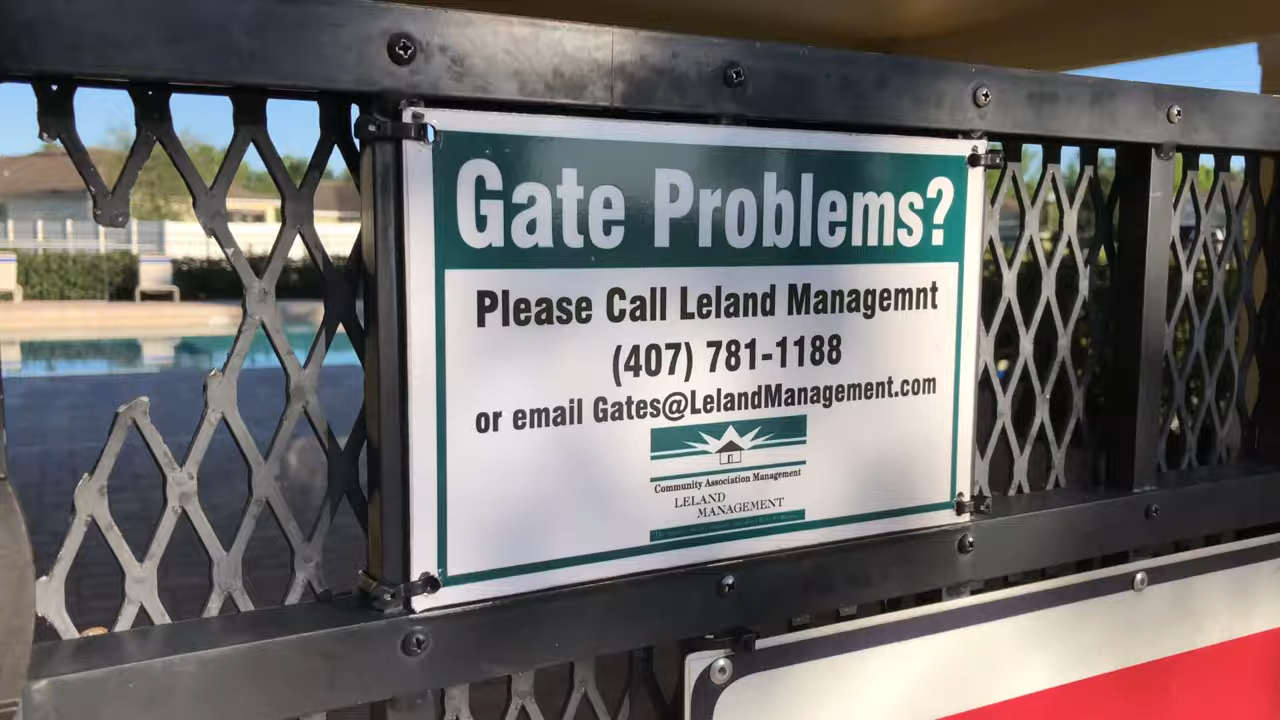 Gate Problems?
Please Call Leland Managemnt
(407) 781-1188
or email Gates@LelandManagement.com
Community Association Management
LELAND
MANAGEMENT